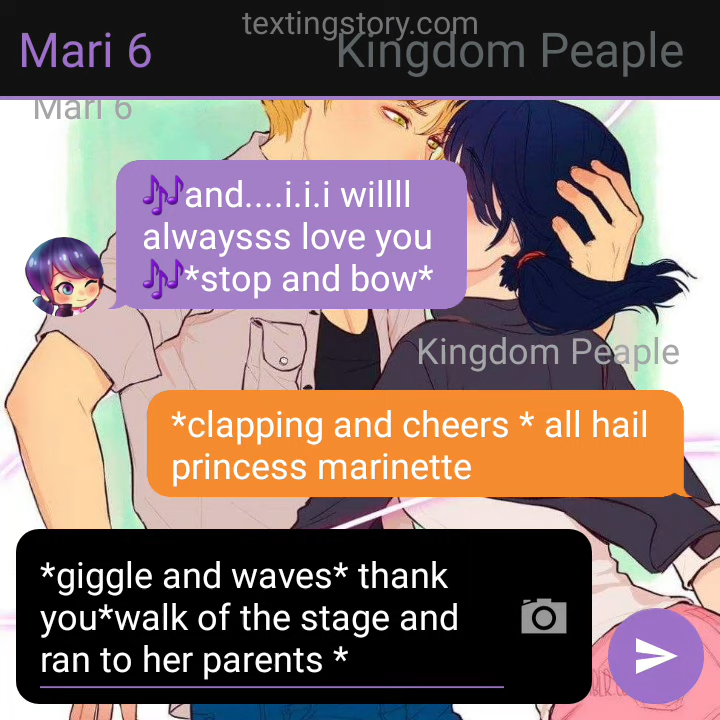 textingstory.com
Mari 6
Kingdom Peaple
Mari 6
🎶and....i.i.i willll
alwaysss love you
🎶*stop and bow*
Kingdom Peaple
*clapping and cheers * all hail
princess marinette
*giggle and waves* thank
you*walk of the stage and
ran to her parents *